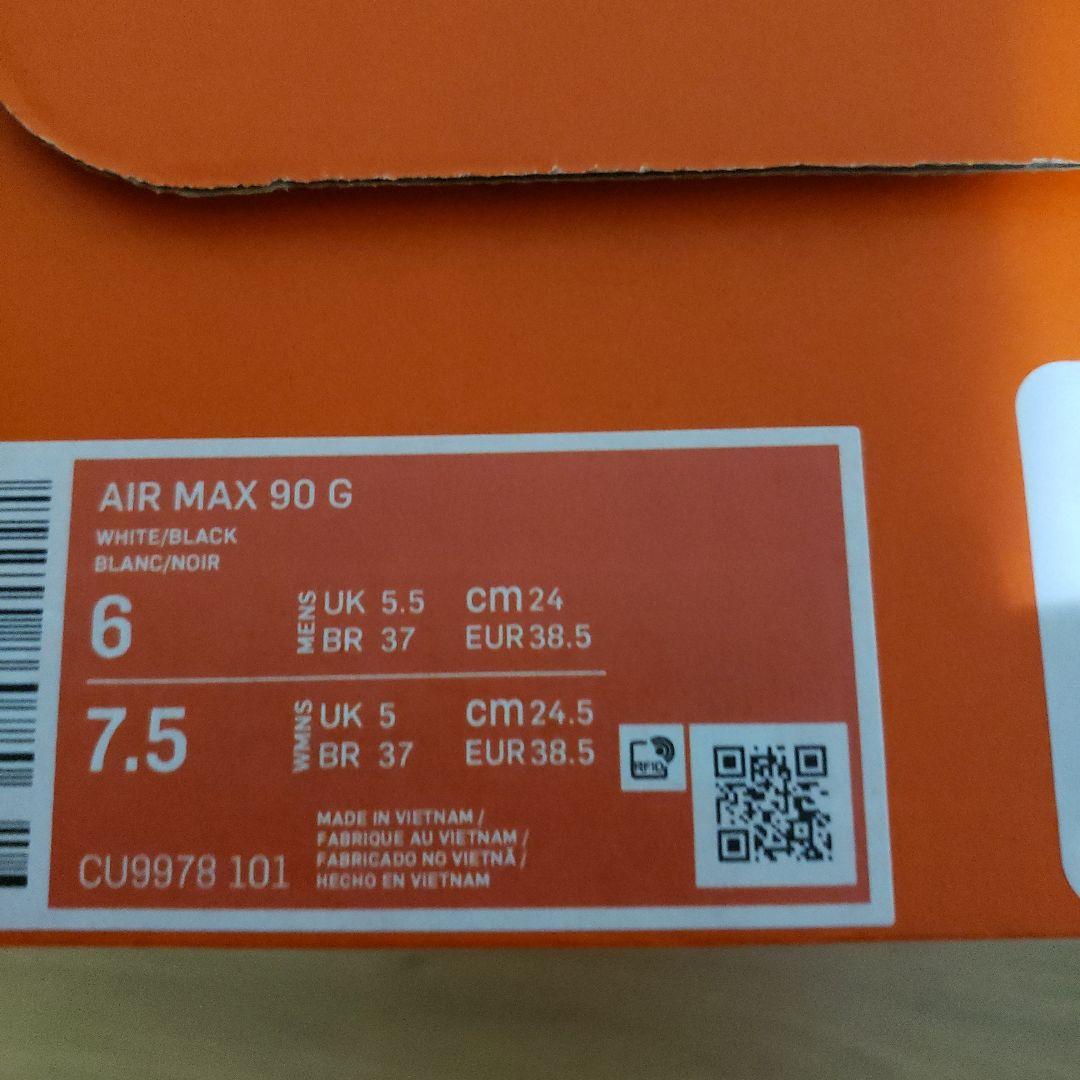 AIR MAX 90 G
WHITE/BLACK
BLANC/NOIR
6 MENS UK 5.5 cm 24
BR 37 EUR 38.5
7.5 WMNS UK 5 cm 24.5
BR 37 EUR 38.5
RFID
MADE IN VIETNAM /
FABRIQUE AU VIETNAM /
FABRICADO NO VIETNÃ /
HECHO EN VIETNAM
CU9978 101